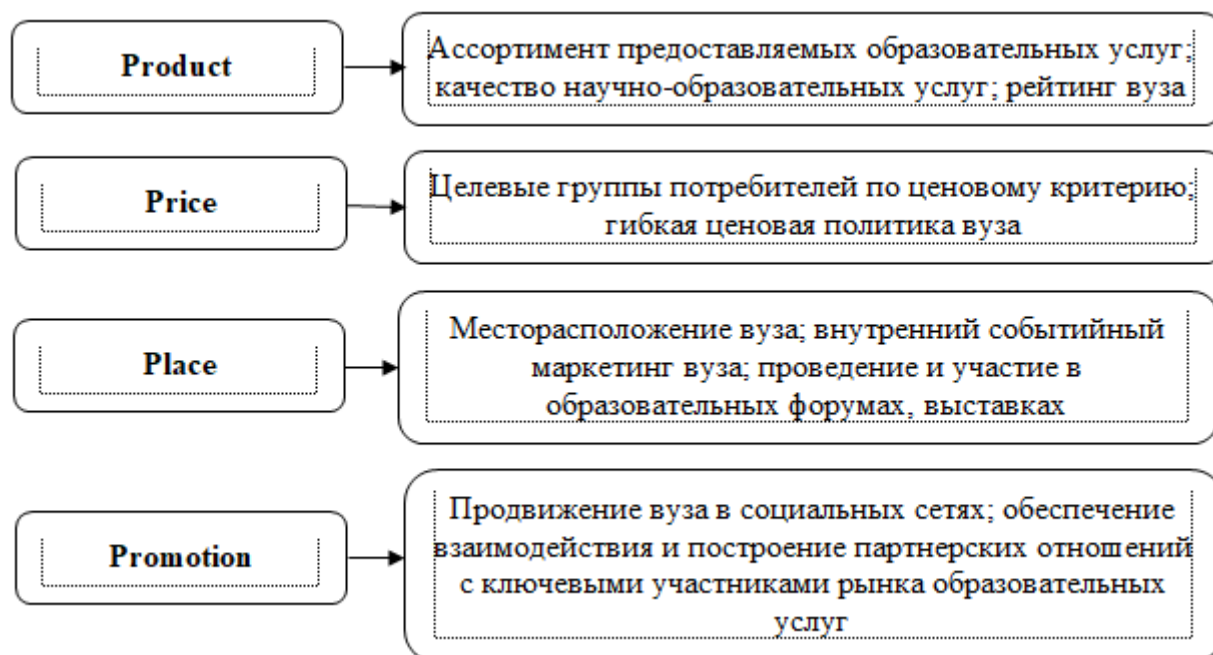 Product
Ассортимент предоставляемых образовательных услуг;
качество научно-образовательных услуг; рейтинг вуза
Price
Целевые группы потребителей по ценовому критерию;
гибкая ценовая политика вуза
Place
Месторасположение вуза; внутренний событийный
маркетинг вуза; проведение и участие в
образовательных форумах, выставках
Promotion
Продвижение вуза в социальных сетях; обеспечение
взаимодействия и построение партнерских отношений
с ключевыми участниками рынка образовательных
услуг